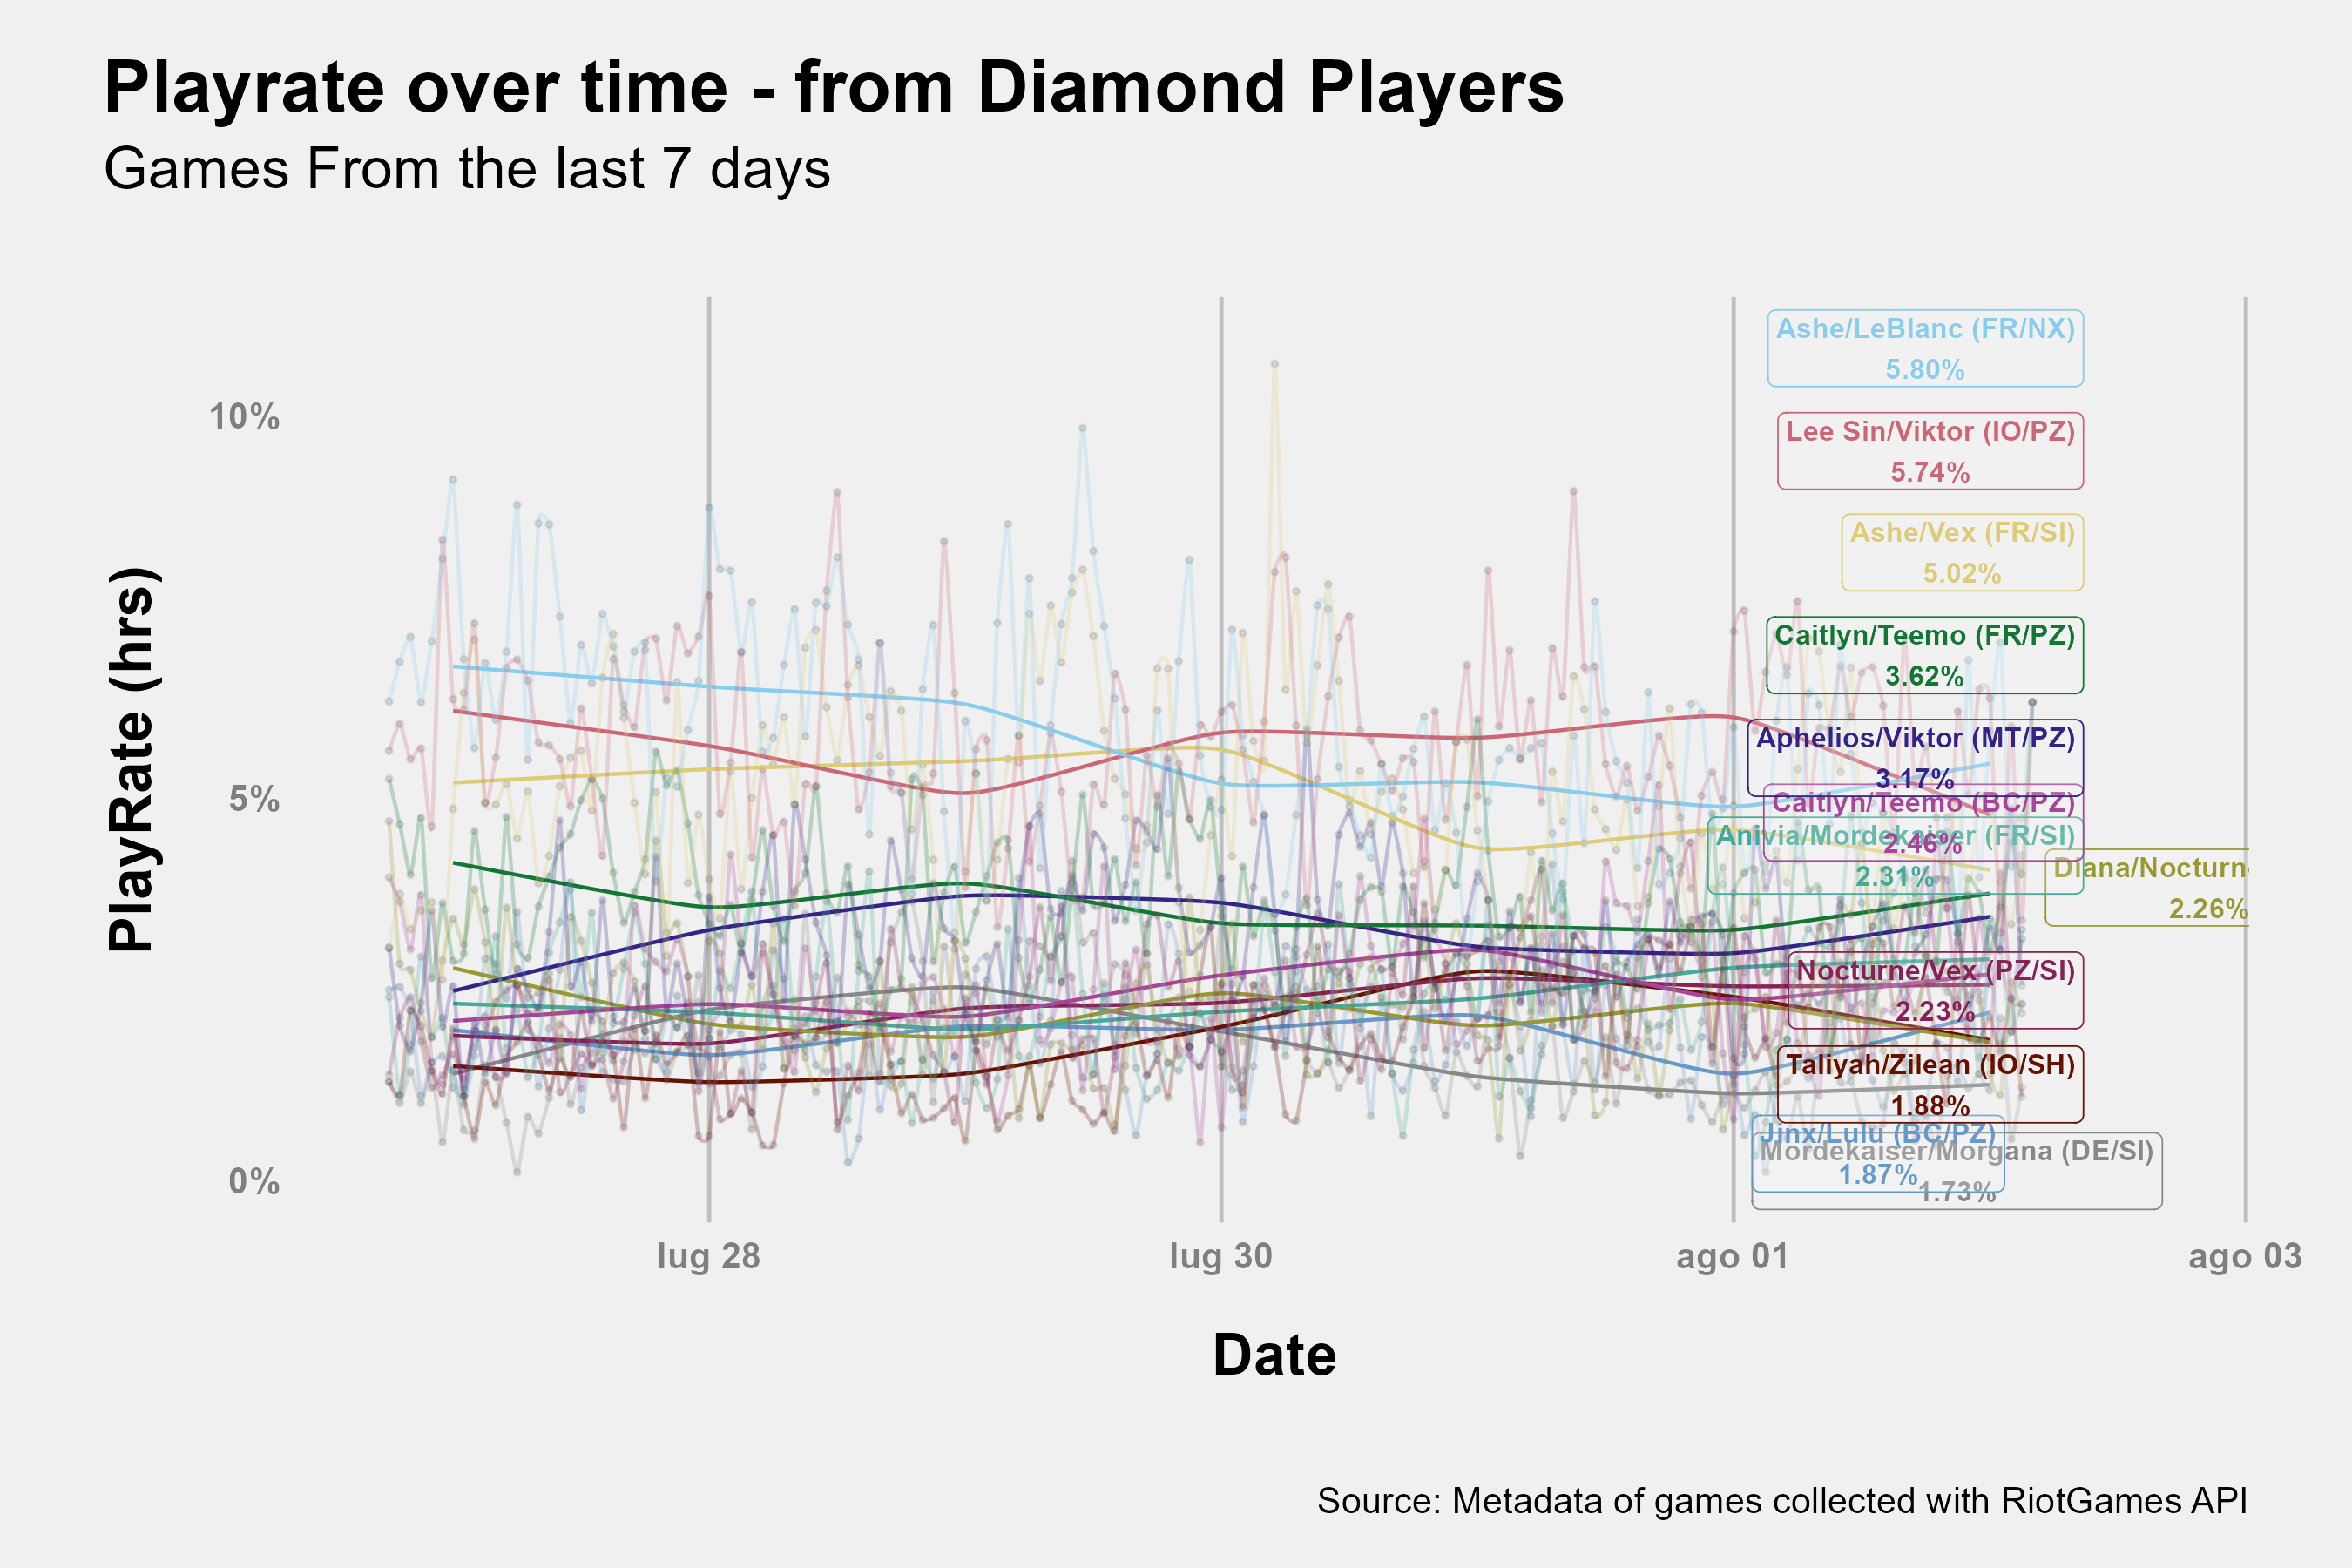 Playrate over time - from Diamond Players
Games From the last 7 days
PlayRate (hrs)
10%
5%
0%
Ashe/LeBlanc (FR/NX)
5.80%
Lee Sin/Viktor (IO/PZ)
5.74%
Ashe/Vex (FR/SI)
5.02%
Caitlyn/Teemo (FR/PZ)
3.62%
Aphelios/Viktor (MT/PZ)
3.17%
Caitlyn/Teemo (BC/PZ)
2.46%
Anivia/Mordekaiser (FR/SI)
2.31%
Diana/Nocturn
2.26%
Nocturne/Vex (PZ/SI)
2.23%
Taliyah/Zilean (IO/SH)
1.88%
Jinx/Lulu (BC/PZ)
1.87%
Mordekaiser/Morgana (DE/SI)
1.73%
lug 28
lug 30
ago 01
ago 03
Date
Source: Metadata of games collected with RiotGames API